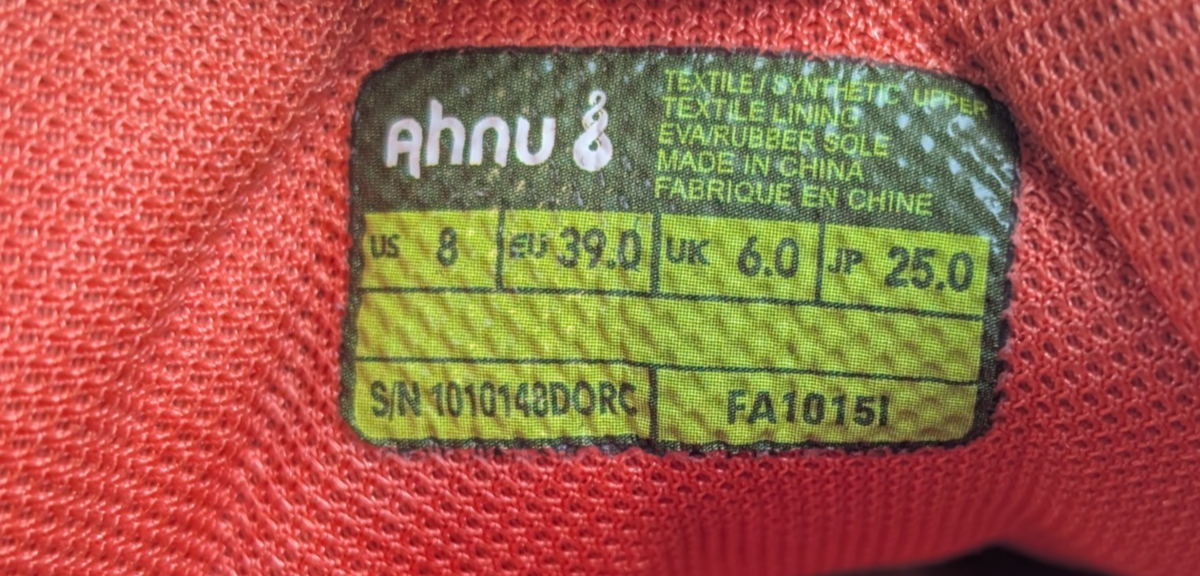 ahnu
TEXTILE / SYNTHETIC UPPER
TEXTILE LINING
EVA/RUBBER SOLE
MADE IN CHINA
FABRIQUE EN CHINE
US 8 EU 39.0 UK 6.0 JP 25.0
S/N 1010148DORC FA1015I